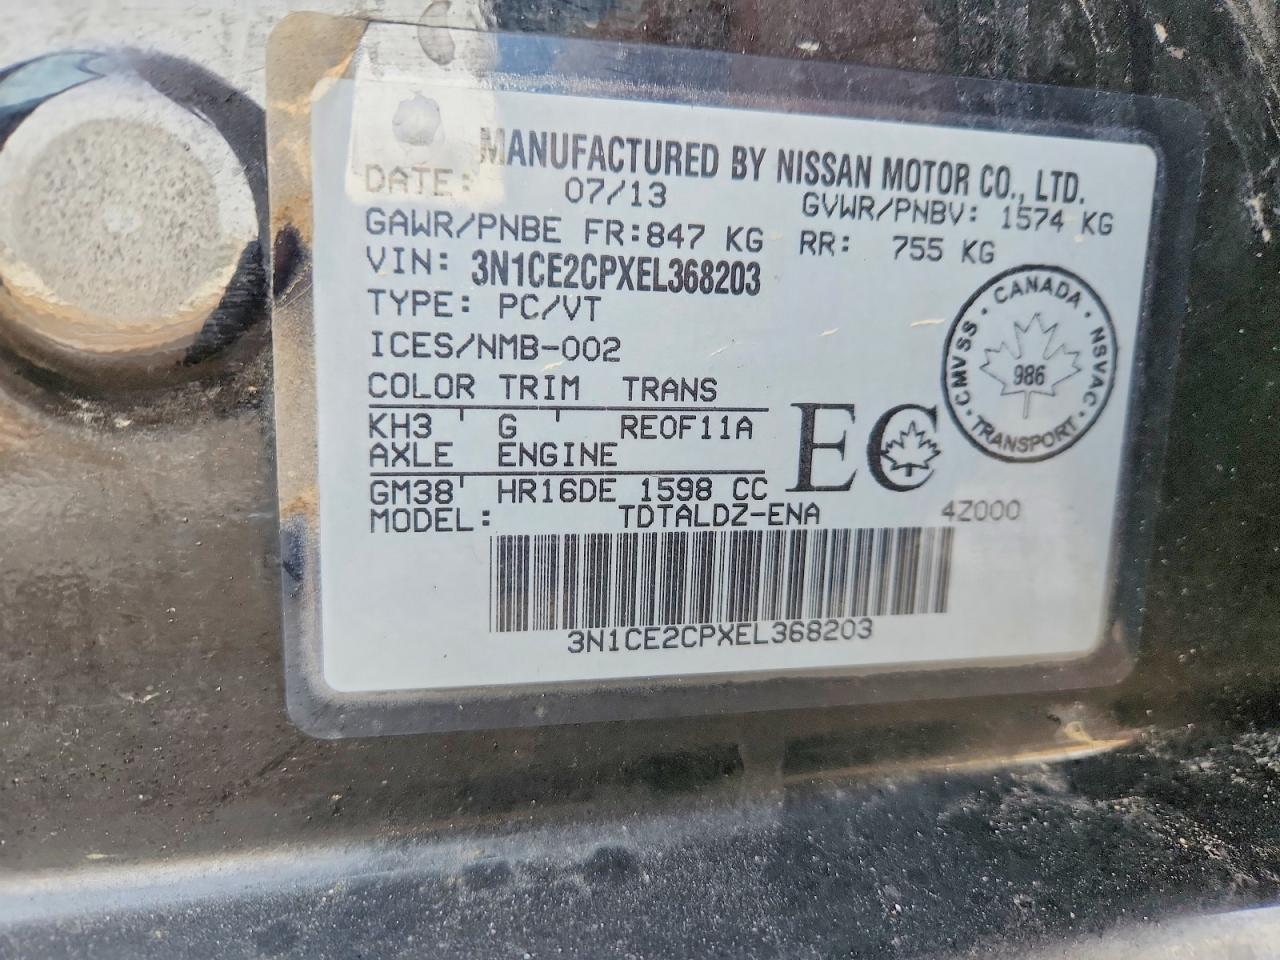 MANUFACTURED BY NISSAN MOTOR CO., LTD.
DATE: 07/13 GVWR/PNBV: 1574 KG
GAWR/PNBE FR:847 KG RR: 755 KG
VIN: 3N1CE2CPXEL368203
TYPE: PC/VT
ICES/NMB-002
COLOR TRIM TRANS
KH3 ' G ' RE0F11A
AXLE ENGINE
GM38' HR16DE 1598 CC
MODEL: TDTALDZ-ENA 4Z000
EC
CANADA · NSVAC · TRANSPORT · CMVSS ·
986
3N1CE2CPXEL368203